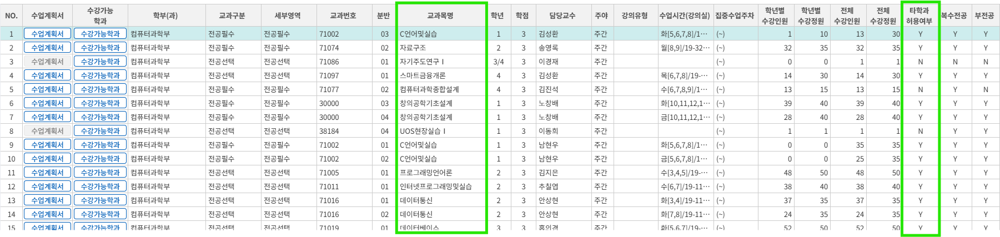 NO. 수업계획서 수강가능 학과 학부(과) 교과구분 세부영역 교과번호 분반 교과목명 학년 학점 담당교수 주야 강의유형 수업시간(강의실) 집중수업주차 학년별 수강인원 학년별 수강정원 전체 수강인원 전체 수강정원 타학과 허용여부 복수전공 부전공
1 수업계획서 수강가능학과 컴퓨터과학부 전공필수 전공필수 71002 03 C언어및실습 1 3 김성환 주간 화[5,6,7,8]/1··· (~) 1 10 13 30 Y Y Y
2 수업계획서 수강가능학과 컴퓨터과학부 전공필수 전공필수 71074 02 자료구조 2 3 송영록 주간 월[8,9]/19-32··· (~) 32 35 32 35 Y Y Y
3 수업계획서 수강가능학과 컴퓨터과학부 전공선택 전공선택 71086 01 자기주도연구Ⅰ 3/4 3 이경재 주간 (~) 0 0 1 1 N N N
4 수업계획서 수강가능학과 컴퓨터과학부 전공선택 전공선택 71097 01 스마트금융개론 4 3 김성환 주간 목[6,7,8]/19-··· (~) 14 30 14 30 Y Y Y
5 수업계획서 수강가능학과 컴퓨터과학부 전공필수 전공필수 71077 02 컴퓨터과학종합설계 4 3 김진석 주간 수[6,7,8,9]/1··· (~) 13 15 13 15 N Y N
6 수업계획서 수강가능학과 컴퓨터과학부 전공필수 전공필수 30000 03 창의공학기초설계 1 3 노창배 주간 화[10,11,12,1··· (~) 39 40 39 40 Y Y Y
7 수업계획서 수강가능학과 컴퓨터과학부 전공필수 전공필수 30000 04 창의공학기초설계 1 3 노창배 주간 금[10,11,12,1··· (~) 28 40 28 40 Y Y Y
8 수업계획서 수강가능학과 컴퓨터과학부 전공선택 전공선택 38184 04 UOS현장실습Ⅰ 1 3 이동희 주간 (~) 1 1 1 1 N Y Y
9 수업계획서 수강가능학과 컴퓨터과학부 전공필수 전공필수 71002 01 C언어및실습 1 3 남현우 주간 화[5,6,7,8]/1··· (~) 0 0 35 35 Y Y Y
10 수업계획서 수강가능학과 컴퓨터과학부 전공필수 전공필수 71002 02 C언어및실습 1 3 남현우 주간 금[5,6,7,8]/1··· (~) 0 0 25 35 Y Y Y
11 수업계획서 수강가능학과 컴퓨터과학부 전공선택 전공선택 71005 01 프로그래밍언어론 2 3 김지은 주간 수[3,4,5]/19-··· (~) 48 50 48 50 Y Y Y
12 수업계획서 수강가능학과 컴퓨터과학부 전공선택 전공선택 71011 01 인터넷프로그래밍및실습 2 3 추칠엽 주간 수[6,7]/19-11··· (~) 38 40 38 40 Y Y Y
13 수업계획서 수강가능학과 컴퓨터과학부 전공선택 전공선택 71016 01 데이터통신 2 3 안상현 주간 화[3,4]/19-11··· (~) 37 35 37 35 Y Y Y
14 수업계획서 수강가능학과 컴퓨터과학부 전공선택 전공선택 71016 02 데이터통신 2 3 안상현 주간 화[7,8]/19-11··· (~) 24 35 24 35 Y Y Y
15 수업계획서 수강가능학과 컴퓨터과학부 전공선택 전공선택 71019 01 데이터베이스 3 3 홍의경 주간 화[5,6,7]/19-··· (~) 52 50 52 50 Y Y Y